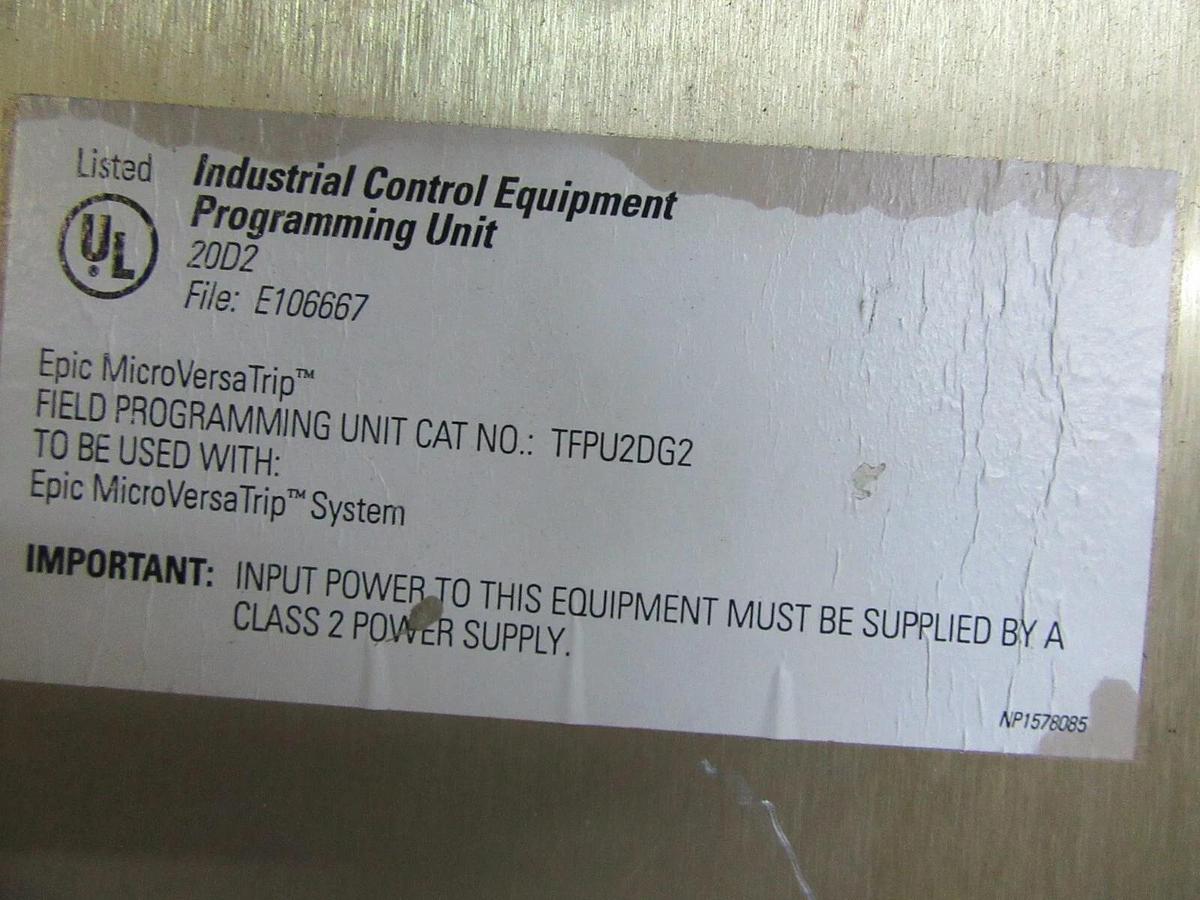 Listed
UL
Industrial Control Equipment
Programming Unit
20D2
File: E106667
Epic MicroVersaTrip™
FIELD PROGRAMMING UNIT CAT NO.: TFPU2DG2
TO BE USED WITH:
Epic MicroVersaTrip™ System
IMPORTANT: INPUT POWER TO THIS EQUIPMENT MUST BE SUPPLIED BY A
CLASS 2 POWER SUPPLY.
NP1578085